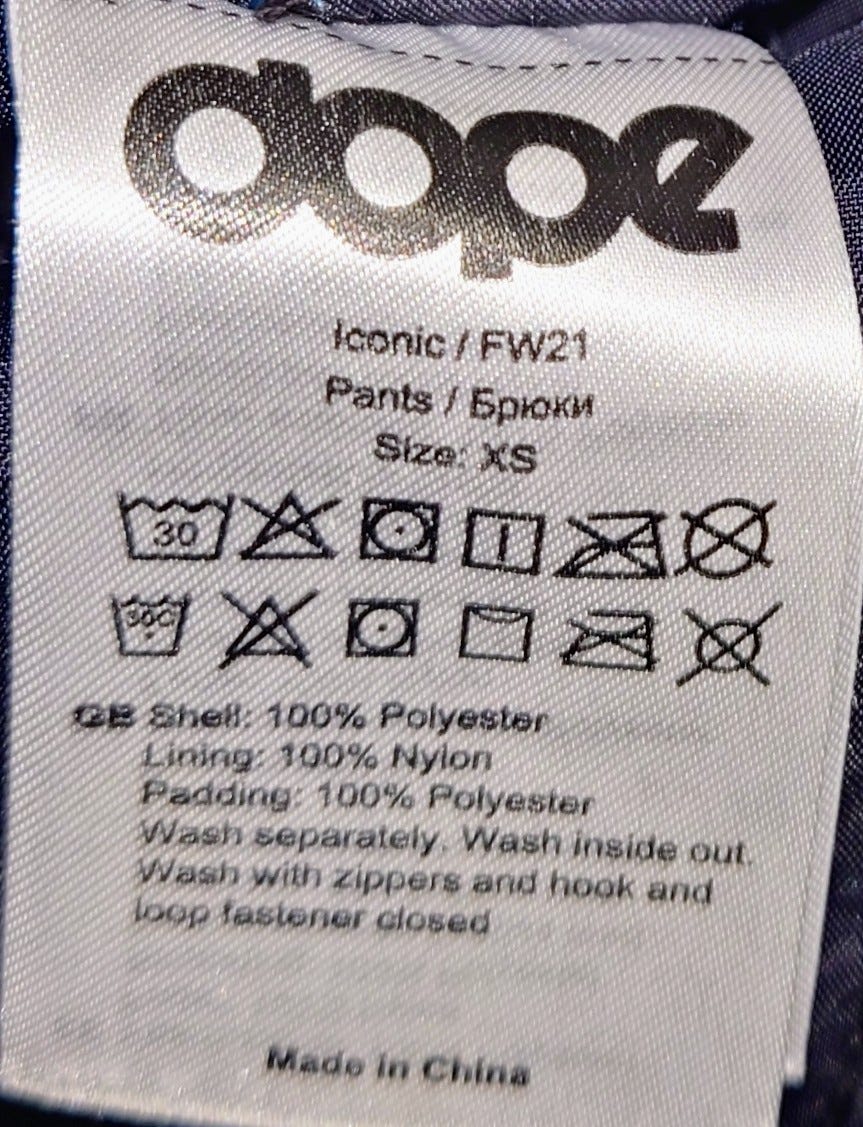 dope
Iconic / FW21
Pants / Брюки
Size: XS
30
30C
GB Shell: 100% Polyester
Lining: 100% Nylon
Padding: 100% Polyester
Wash separately. Wash inside out.
Wash with zippers and hook and
loop fastener closed
Made in China